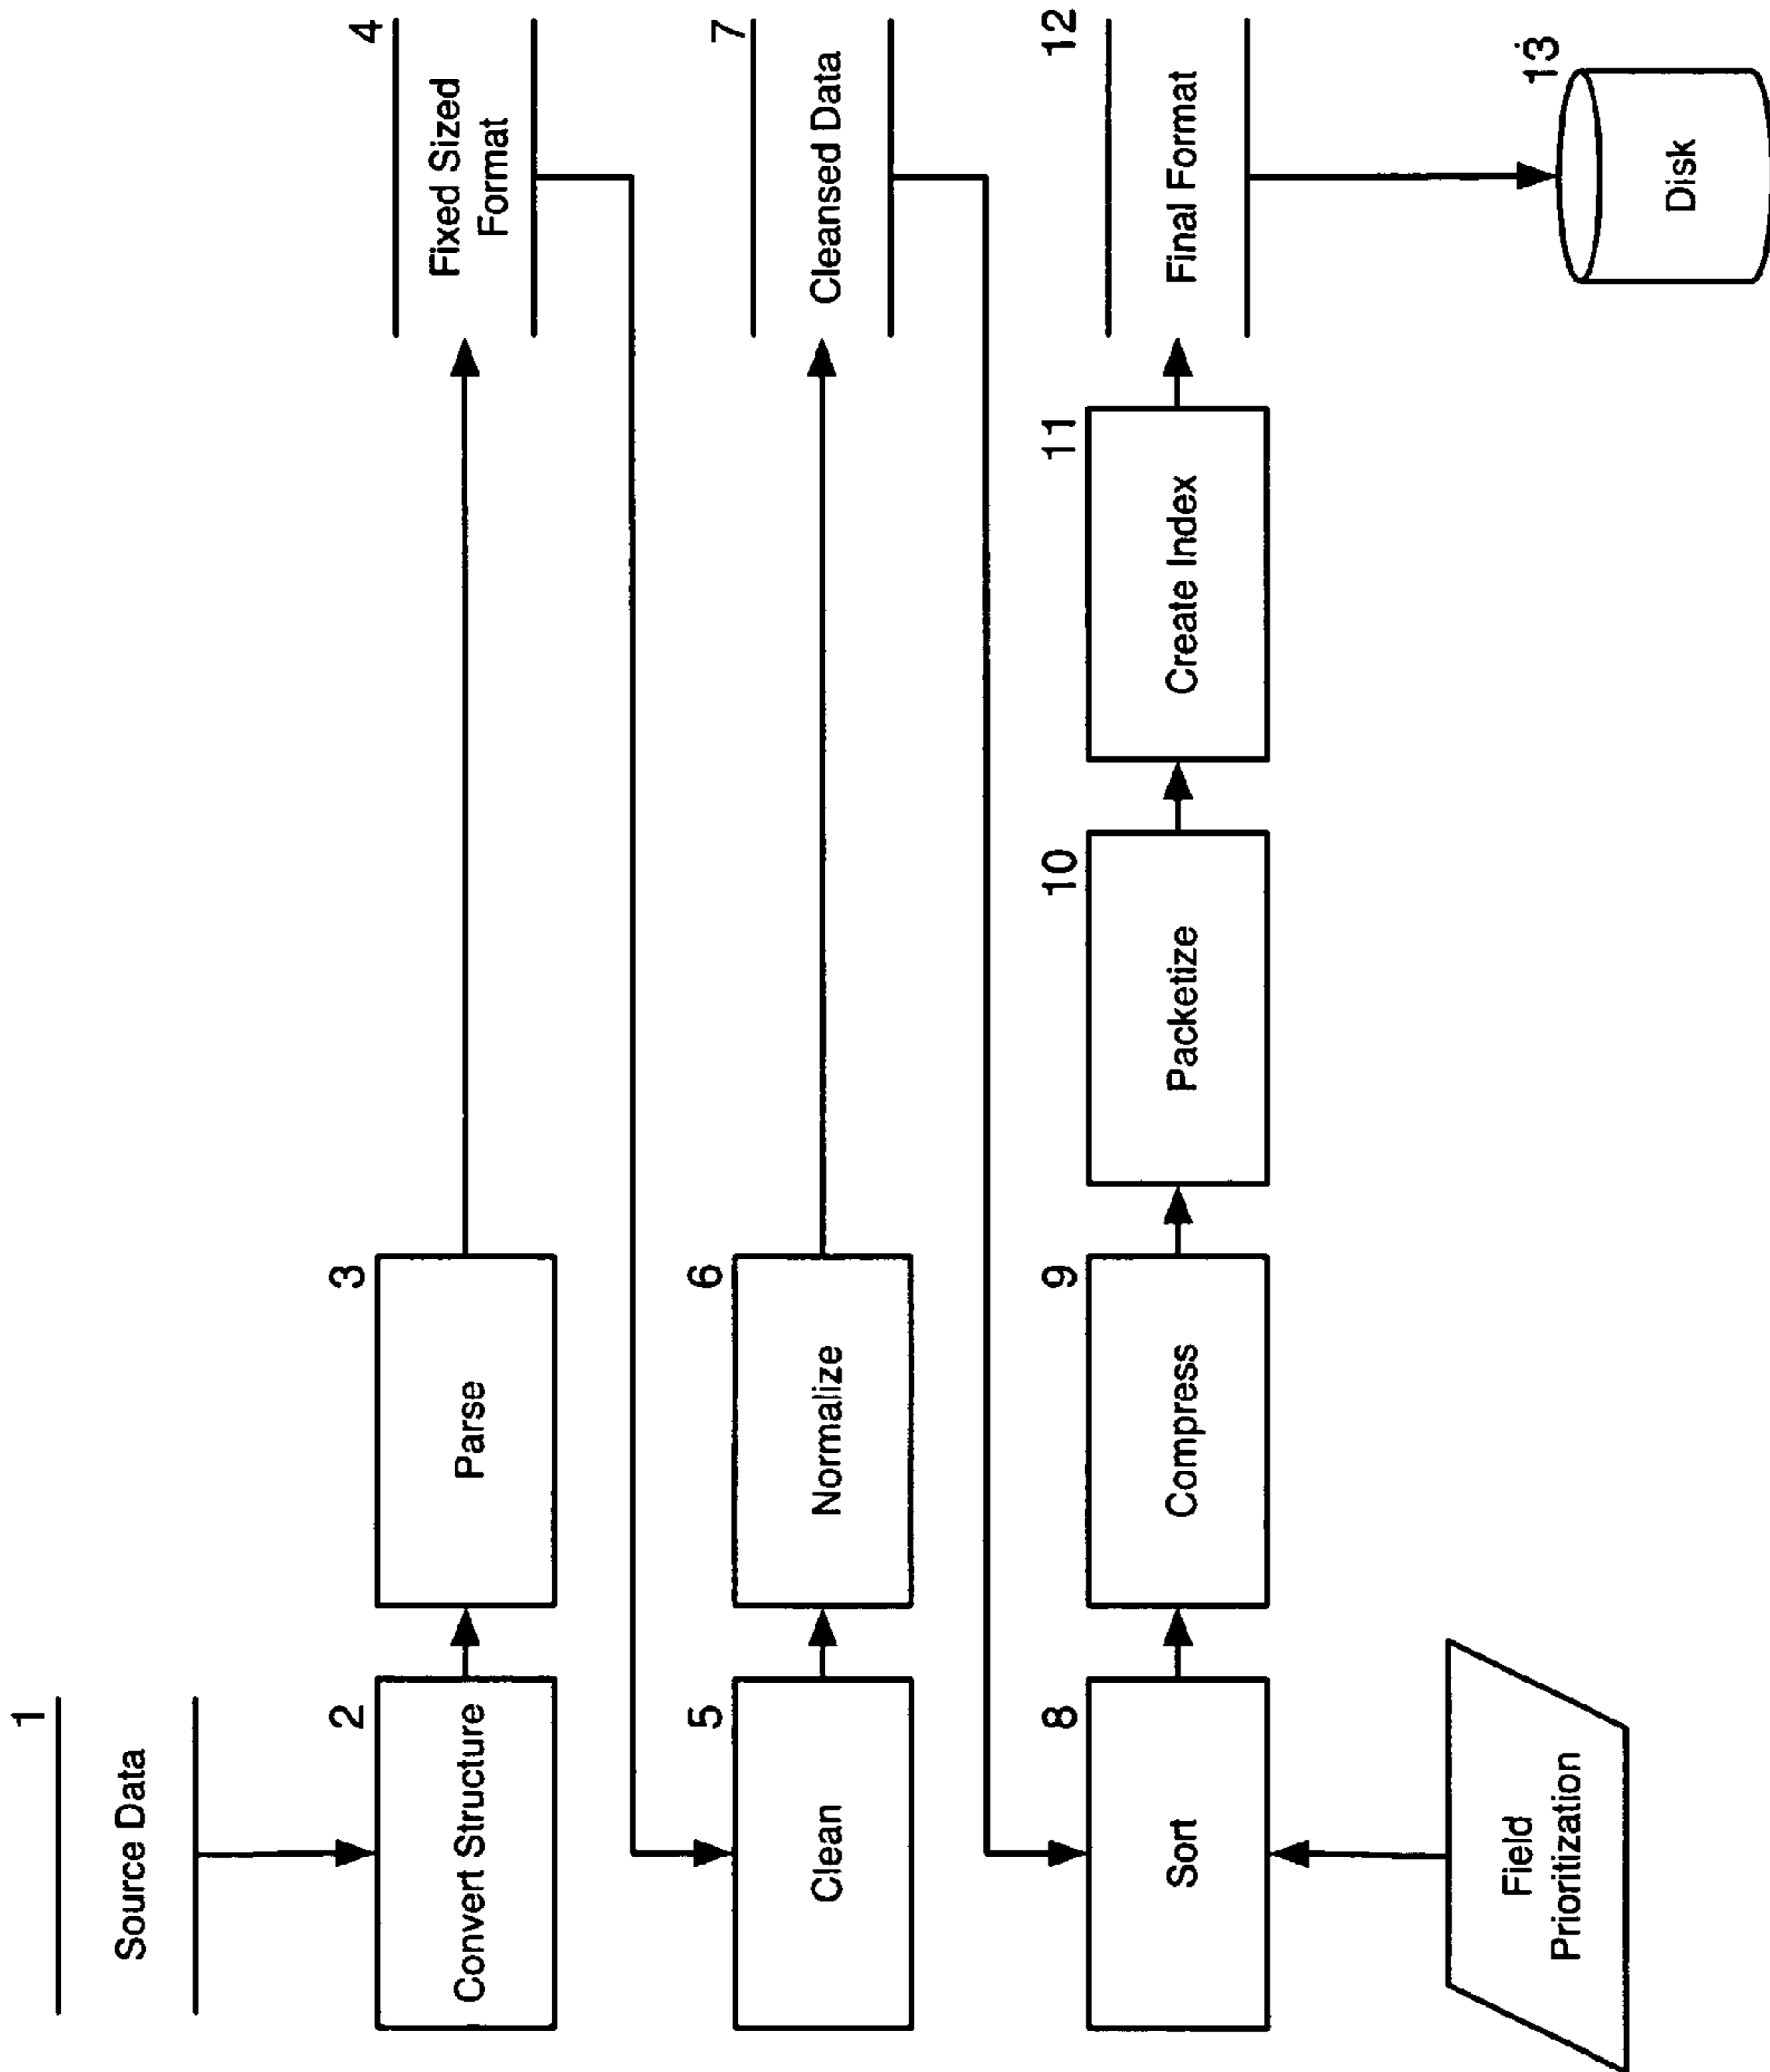 1
Source Data
2
Convert Structure
3
Parse
4
Fixed Sized
Format
5
Clean
6
Normalize
7
Cleansed Data
8
Sort
9
Compress
10
Packetize
11
Create Index
12
Final Format
Field
Prioritization
13
Disk